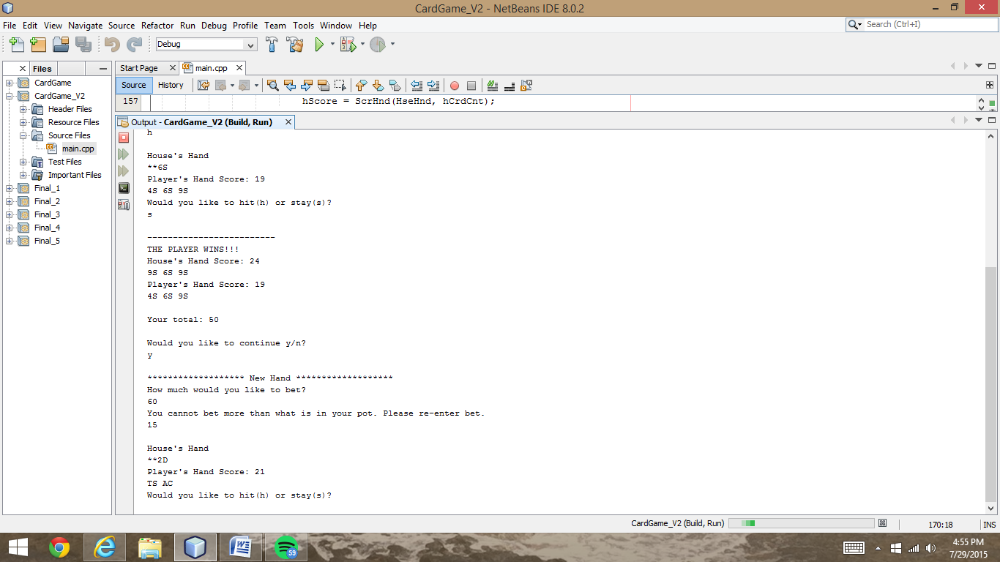 CardGame_V2 - NetBeans IDE 8.0.2
File Edit View Navigate Source Refactor Run Debug Profile Team Tools Window Help
Search (Ctrl+I)
Debug
Files
Start Page
main.cpp
CardGame
CardGame_V2
Header Files
Resource Files
Source Files
main.cpp
Test Files
Important Files
Final_1
Final_2
Final_3
Final_4
Final_5
Source History
157 hScore = ScrHnd(HseHnd, hCrdCnt);
Output - CardGame_V2 (Build, Run)
h
House's Hand
**6S
Player's Hand Score: 19
4S 6S 9S
Would you like to hit(h) or stay(s)?
s
-------------------------
THE PLAYER WINS!!!
House's Hand Score: 24
9S 6S 9S
Player's Hand Score: 19
4S 6S 9S
Your total: 50
Would you like to continue y/n?
y
******************* New Hand *******************
How much would you like to bet?
60
You cannot bet more than what is in your pot. Please re-enter bet.
15
House's Hand
**2D
Player's Hand Score: 21
TS AC
Would you like to hit(h) or stay(s)?
CardGame_V2 (Build, Run)
170:18
INS
59
4:55 PM
7/29/2015